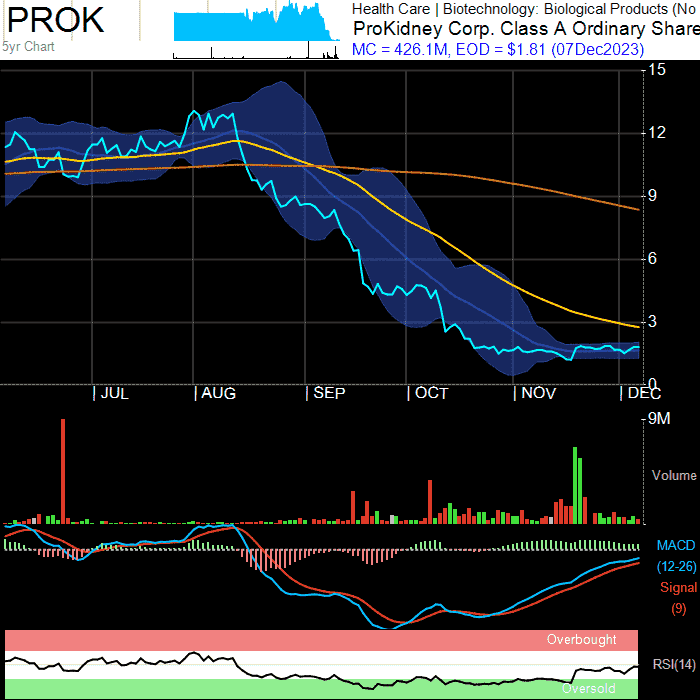 PROK
5yr Chart
Health Care | Biotechnology: Biological Products (No
ProKidney Corp. Class A Ordinary Share
MC = 426.1M, EOD = $1.81 (07Dec2023)
15
12
9
6
3
0
JUL AUG SEP OCT NOV DEC
9M
Volume
MACD
(12-26)
Signal
(9)
Overbought
RSI(14)
Oversold